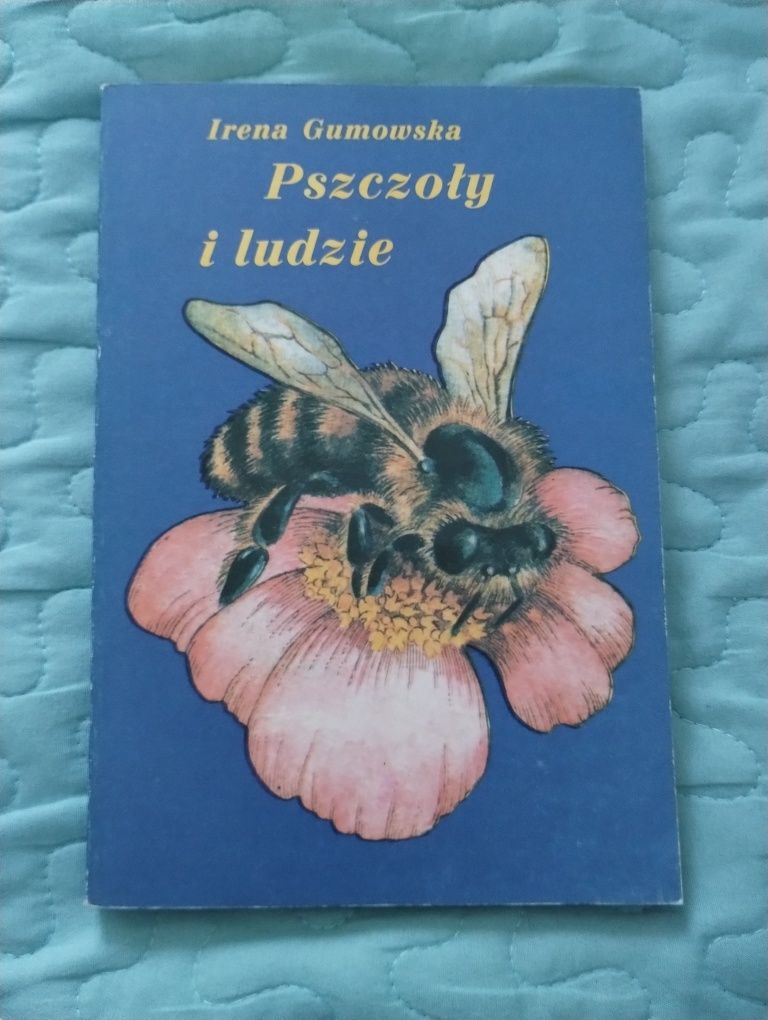 Irena Gumowska
Pszczoły
i ludzie